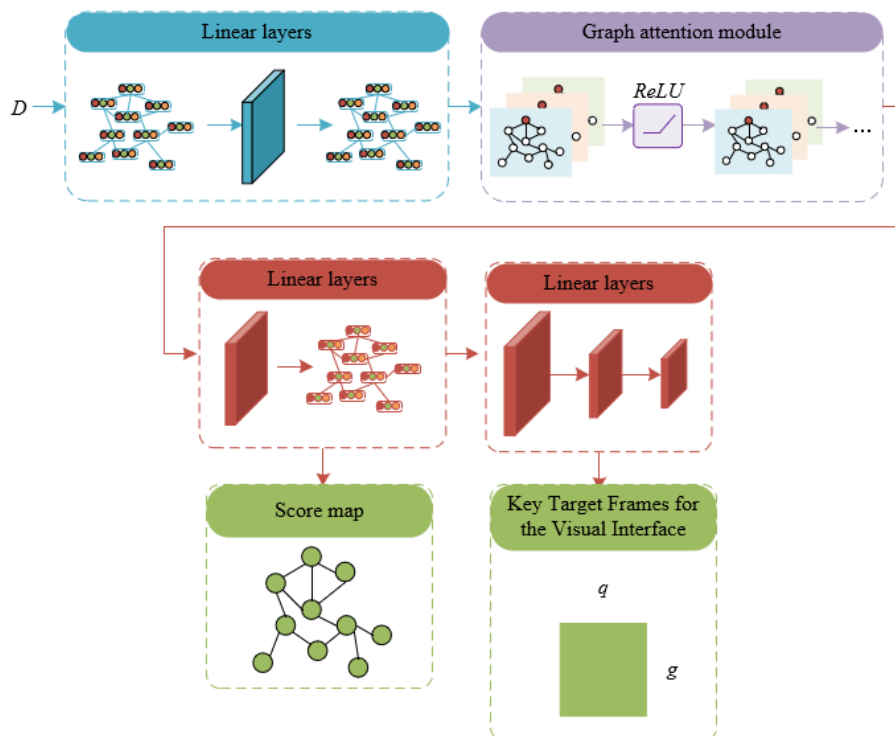 Linear layers
Graph attention module
D
ReLU
...
Linear layers
Linear layers
Score map
Key Target Frames for
the Visual Interface
q
g